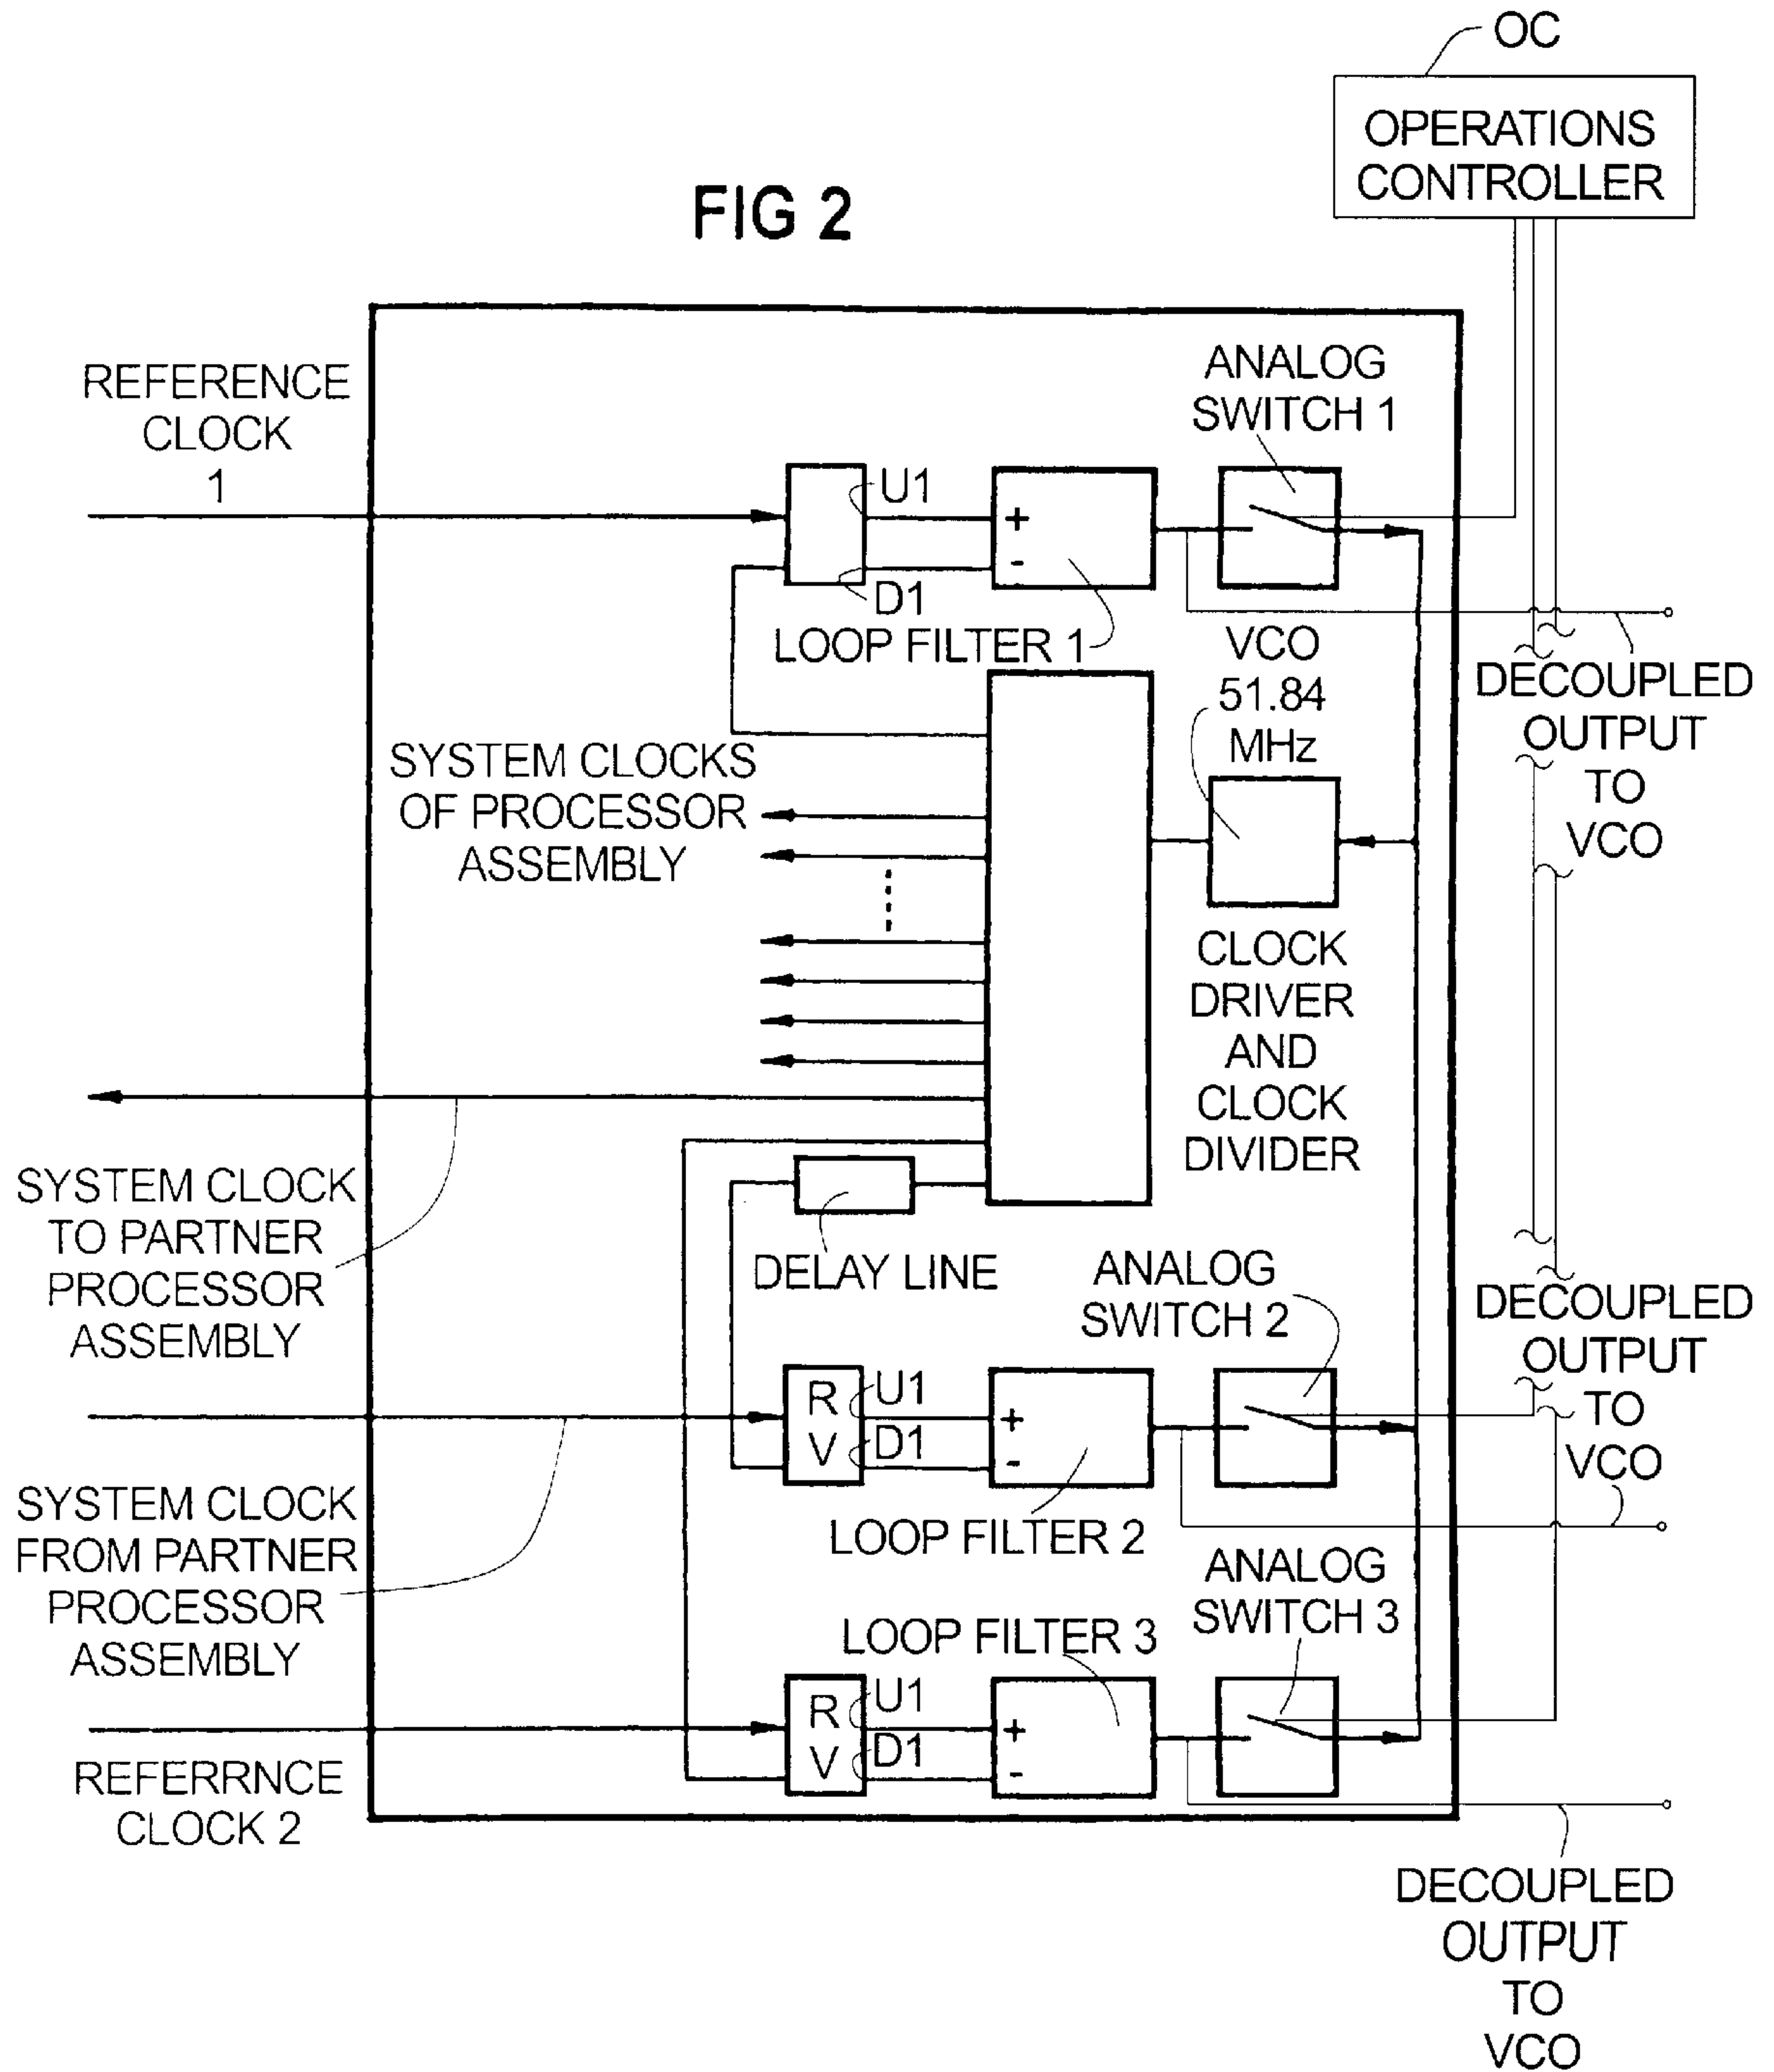 OC
OPERATIONS
CONTROLLER
FIG 2
REFERENCE
CLOCK
1
ANALOG
SWITCH 1
U1
D1
+
-
LOOP FILTER 1
VCO
51.84
MHz
DECOUPLED
OUTPUT
TO
VCO
SYSTEM CLOCKS
OF PROCESSOR
ASSEMBLY
CLOCK
DRIVER
AND
CLOCK
DIVIDER
SYSTEM CLOCK
TO PARTNER
PROCESSOR
ASSEMBLY
DELAY LINE
ANALOG
SWITCH 2
DECOUPLED
OUTPUT
TO
VCO
R
V
U1
D1
+
-
LOOP FILTER 2
SYSTEM CLOCK
FROM PARTNER
PROCESSOR
ASSEMBLY
ANALOG
SWITCH 3
LOOP FILTER 3
R
V
U1
D1
+
-
REFERRNCE
CLOCK 2
DECOUPLED
OUTPUT
TO
VCO